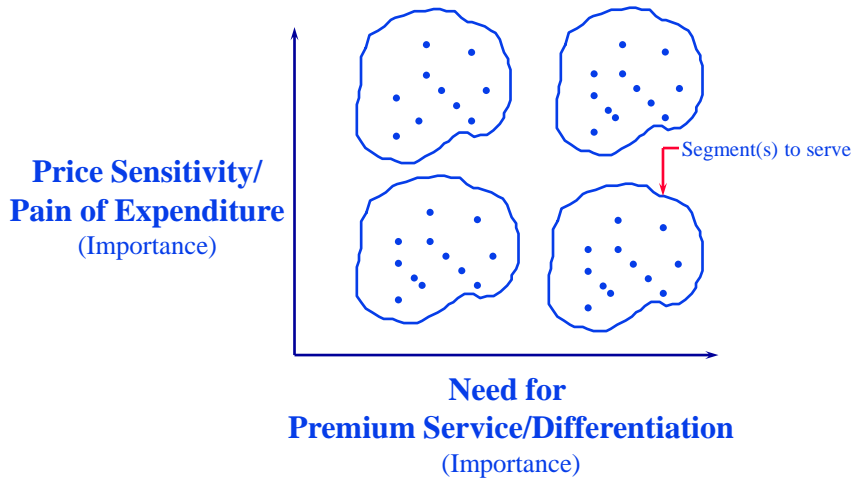 Segment(s) to serve
Price Sensitivity/
Pain of Expenditure
(Importance)
Need for
Premium Service/Differentiation
(Importance)